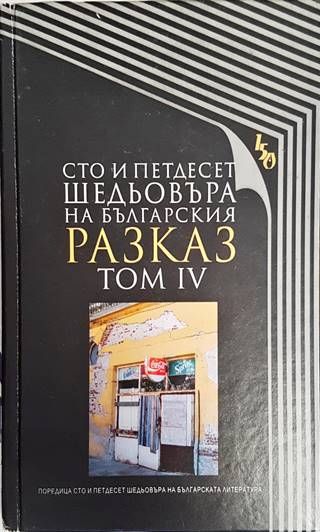 150
СТО И ПЕТДЕСЕТ
ШЕДЬОВЪРА
НА БЪЛГАРСКИЯ
РАЗКАЗ
ТОМ IV
Coca-Cola
ПОРЕДИЦА СТО И ПЕТДЕСЕТ ШЕДЬОВЪРА НА БЪЛГАРСКАТА ЛИТЕРАТУРА